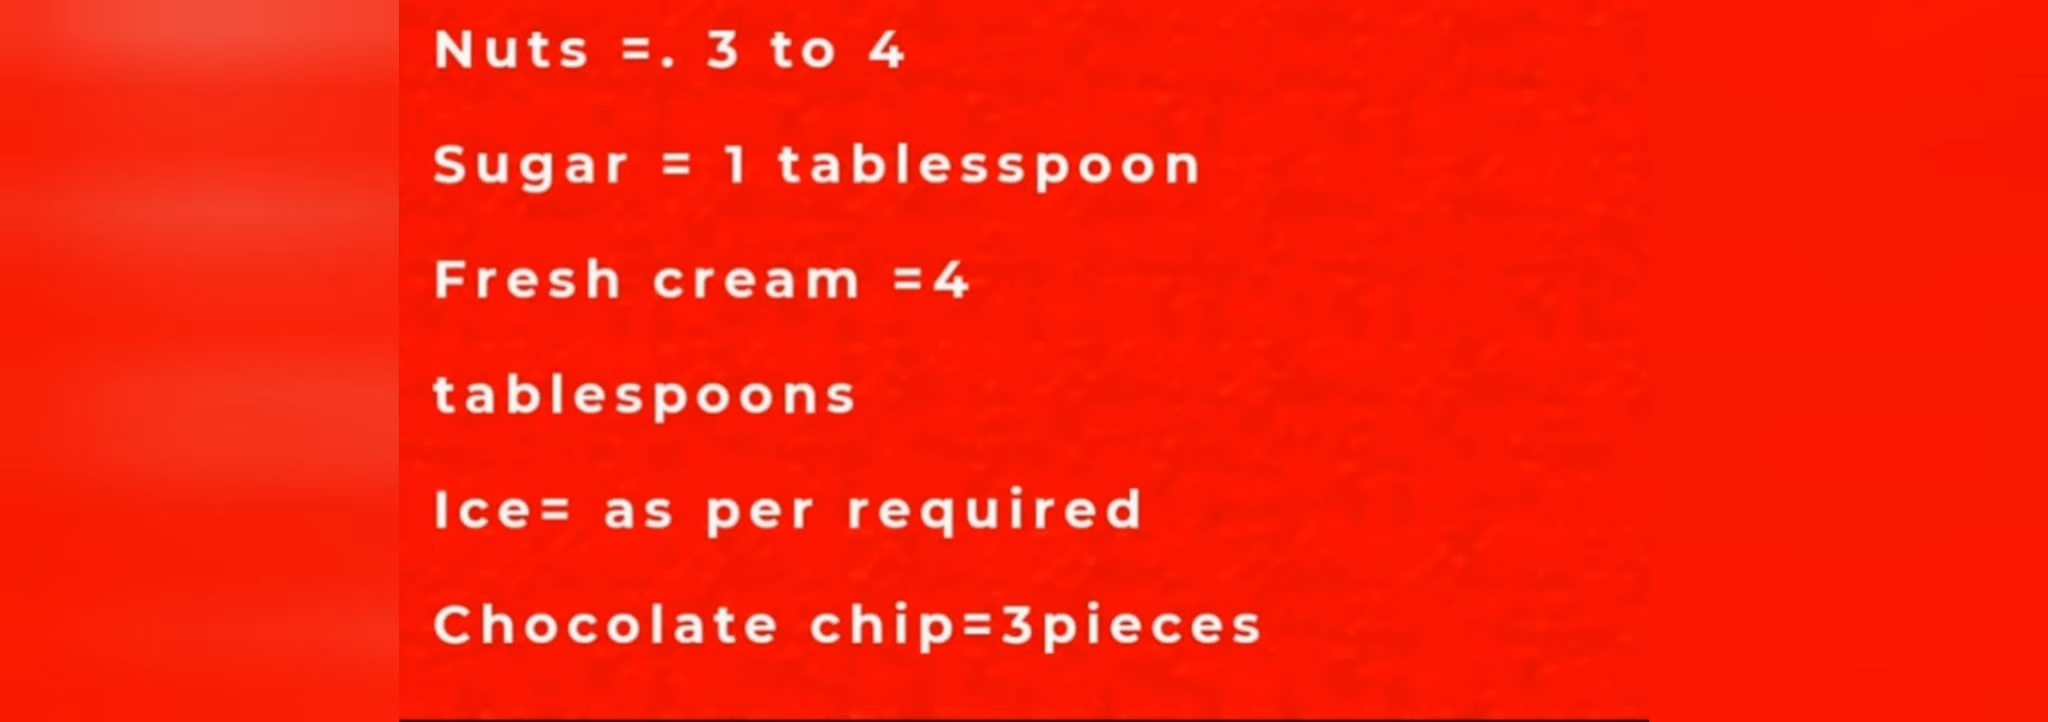 Nuts =. 3 to 4
Sugar = 1 tablesspoon
Fresh cream =4
tablespoons
Ice= as per required
Chocolate chip=3pieces